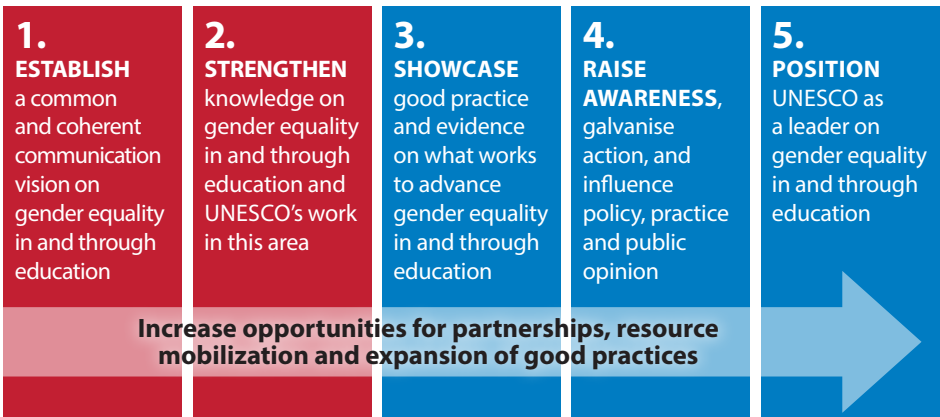 1.
ESTABLISH
a common
and coherent
communication
vision on
gender equality
in and through
education
2.
STRENGTHEN
knowledge on
gender equality
in and through
education and
UNESCO’s work
in this area
3.
SHOWCASE
good practice
and evidence
on what works
to advance
gender equality
in and through
education
4.
RAISE
AWARENESS,
galvanise
action, and
influence
policy, practice
and public
opinion
5.
POSITION
UNESCO as
a leader on
gender equality
in and through
education
Increase opportunities for partnerships, resource
mobilization and expansion of good practices